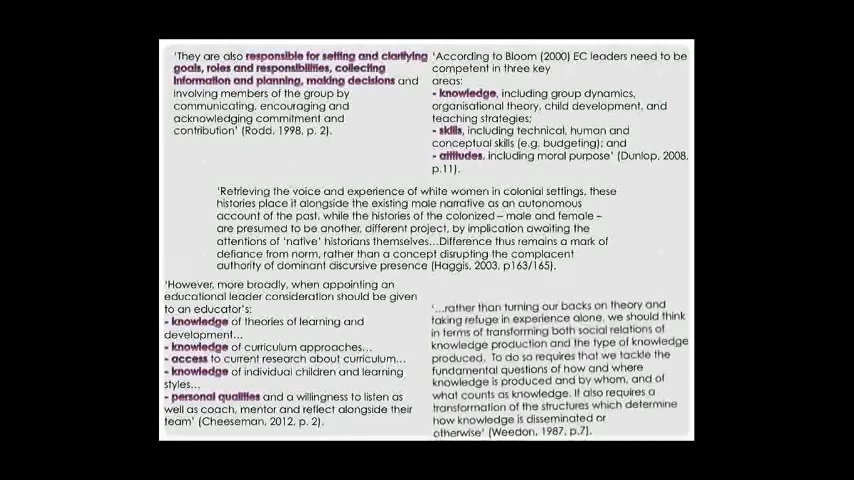 ‘They are also responsible for setting and clarifying
goals, roles and responsibilities, collecting
information and planning, making decisions and
involving members of the group by
communicating, encouraging and
acknowledging commitment and
contribution’ (Rodd, 1998, p. 2).
‘According to Bloom (2000) EC leaders need to be
competent in three key
areas:
- knowledge, including group dynamics,
organisational theory, child development, and
teaching strategies;
- skills, including technical, human and
conceptual skills (e.g. budgeting); and
- attitudes, including moral purpose’ (Dunlop, 2008,
p.11).
‘Retrieving the voice and experience of white women in colonial settings, these
histories place it alongside the existing male narrative as an autonomous
account of the past, while the histories of the colonized – male and female –
are presumed to be another, different project, by implication awaiting the
attentions of ‘native’ historians themselves…Difference thus remains a mark of
defiance from norm, rather than a concept disrupting the complacent
authority of dominant discursive presence (Haggis, 2003, p163/165).
‘However, more broadly, when appointing an
educational leader consideration should be given
to an educator’s:
- knowledge of theories of learning and
development…
- knowledge of curriculum approaches…
- access to current research about curriculum…
- knowledge of individual children and learning
styles…
- personal qualities and a willingness to listen as
well as coach, mentor and reflect alongside their
team’ (Cheeseman, 2012, p. 2).
‘…rather than turning our backs on theory and
taking refuge in experience alone, we should think
in terms of transforming both social relations of
knowledge production and the type of knowledge
produced. To do so requires that we tackle the
fundamental questions of how and where
knowledge is produced and by whom, and of
what counts as knowledge. It also requires a
transformation of the structures which determine
how knowledge is disseminated or
otherwise’ (Weedon, 1987, p.7).